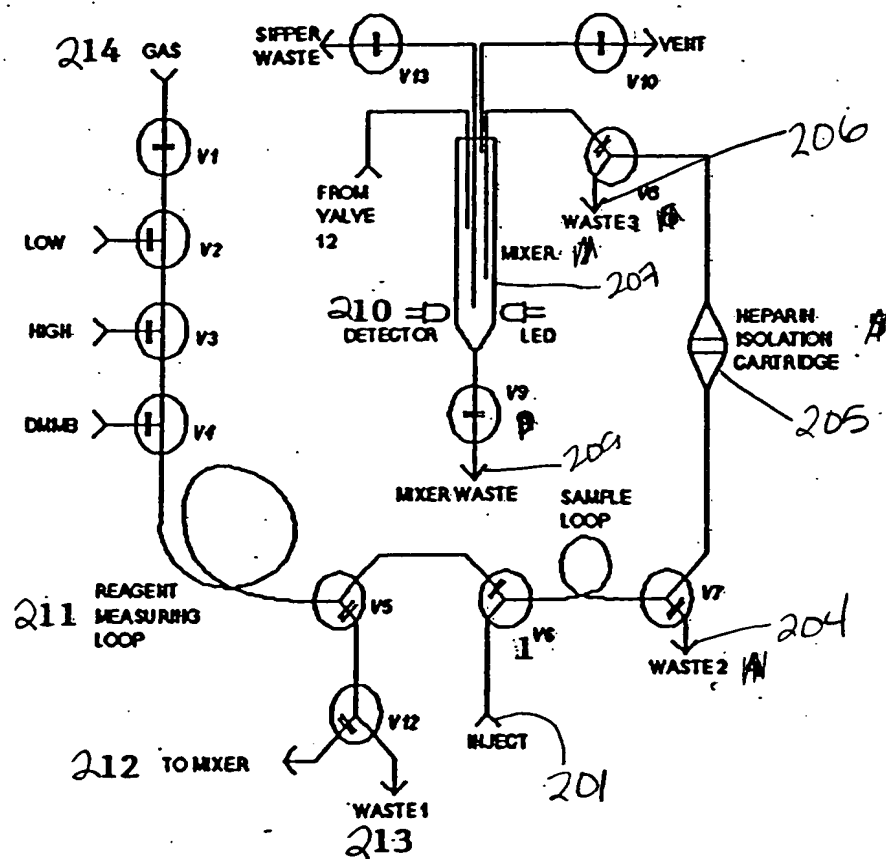 SIPPER
WASTE
V13
VENT
V10
214 GAS
V1
LOW
V2
HIGH
V3
DMMB
V4
FROM
VALVE
12
V8
WASTE3
206
MIXER
207
210
DETECTOR
LED
HEPARIN
ISOLATION
CARTRIDGE
205
V9
209
MIXER WASTE
SAMPLE
LOOP
211 REAGENT
MEASURING
LOOP
V5
1 V6
V7
204
WASTE2
V12
INJECT
201
212 TO MIXER
WASTE1
213